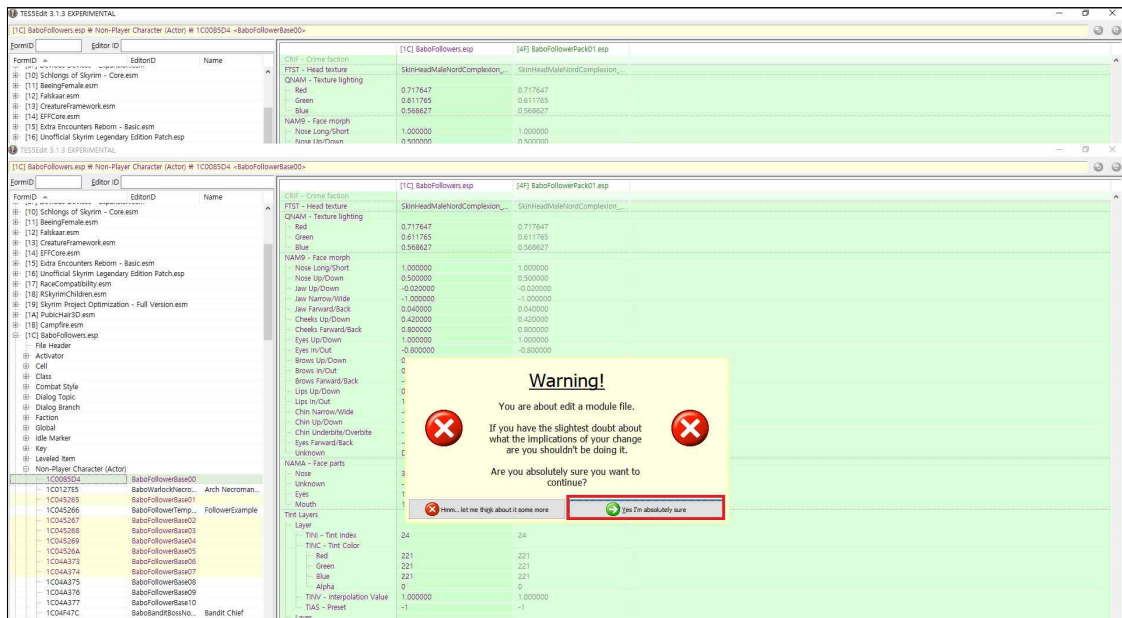 TES5Edit 3.1.3 EXPERIMENTAL
[1C] BaboFollowers.esp \\ Non-Player Character (Actor) \\ 1C0085D4 <BaboFollowerBase00>
FormID Editor ID
[1C] BaboFollowers.esp [4F] BaboFollowerPack01.esp
FormID EditorID Name
CRIF - Crime faction
FTST - Head texture SkinHeadMaleNordComplexion_... SkinHeadMaleNordComplexion_...
[10] Schlongs of Skyrim - Core.esm
QNAM - Texture lighting
[11] BeeingFemale.esm
Red 0.717647 0.717647
[12] Falskaar.esm
Green 0.611765 0.611765
[13] CreatureFramework.esm
Blue 0.568627 0.568627
[14] EFFCore.esm
NAM9 - Face morph
[15] Extra Encounters Reborn - Basic.esm
Nose Long/Short 1.000000 1.000000
[16] Unofficial Skyrim Legendary Edition Patch.esp
Nose Up/Down 0.500000 0.500000
TES5Edit 3.1.3 EXPERIMENTAL
[1C] BaboFollowers.esp \\ Non-Player Character (Actor) \\ 1C0085D4 <BaboFollowerBase00>
FormID Editor ID
[1C] BaboFollowers.esp [4F] BaboFollowerPack01.esp
FormID EditorID Name
CRIF - Crime faction
FTST - Head texture SkinHeadMaleNordComplexion_... SkinHeadMaleNordComplexion_...
[10] Schlongs of Skyrim - Core.esm
QNAM - Texture lighting
[11] BeeingFemale.esm
Red 0.717647 0.717647
[12] Falskaar.esm
Green 0.611765 0.611765
[13] CreatureFramework.esm
Blue 0.568627 0.568627
[14] EFFCore.esm
NAM9 - Face morph
[15] Extra Encounters Reborn - Basic.esm
Nose Long/Short 1.000000 1.000000
[16] Unofficial Skyrim Legendary Edition Patch.esp
Nose Up/Down 0.500000 0.500000
[17] RaceCompatibility.esm
Jaw Up/Down -0.020000 -0.020000
[18] RSkyrimChildren.esm
Jaw Narrow/Wide -1.000000 -1.000000
[19] Skyrim Project Optimization - Full Version.esm
Jaw Farward/Back 0.040000 0.040000
[1A] PubicHair3D.esm
Cheeks Up/Down 0.420000 0.420000
[1B] Campfire.esm
Cheeks Farward/Back 0.800000 0.800000
[1C] BaboFollowers.esp
Eyes Up/Down 1.000000 1.000000
File Header
Eyes In/Out -0.800000 -0.800000
Activator
Brows Up/Down
Cell
Brows In/Out
Class
Brows Farward/Back
Combat Style
Lips Up/Down
Dialog Topic
Lips In/Out
Dialog Branch
Chin Narrow/Wide
Faction
Chin Up/Down
Global
Chin Underbite/Overbite
Idle Marker
Eyes Farward/Back
Key
Unknown
Leveled Item
NAMA - Face parts
Non-Player Character (Actor)
Nose
1C0085D4 BaboFollowerBase00
Unknown
1C0127E5 BaboWarlockNecro... Arch Necroman...
Eyes
1C045265 BaboFollowerBase01
Mouth
1C045266 BaboFollowerTemp... FollowerExample
Tint Layers
1C045267 BaboFollowerBase02
Layer
1C045268 BaboFollowerBase03
TINI - Tint Index 24 24
1C045269 BaboFollowerBase04
TINC - Tint Color
1C04526A BaboFollowerBase05
Red 221 221
1C04A373 BaboFollowerBase06
Green 221 221
1C04A374 BaboFollowerBase07
Blue 221 221
1C04A375 BaboFollowerBase08
Alpha 0 0
1C04A376 BaboFollowerBase09
TINV - Interpolation Value 1.000000 1.000000
1C04A377 BaboFollowerBase10
TIAS - Preset -1 -1
1C04F47C BaboBanditBossNo... Bandit Chief
Layer
Warning!
You are about edit a module file.
If you have the slightest doubt about
what the implications of your change
are you shouldn't be doing it.
Are you absolutely sure you want to
continue?
Hmm... let me think about it some more
Yes I'm absolutely sure